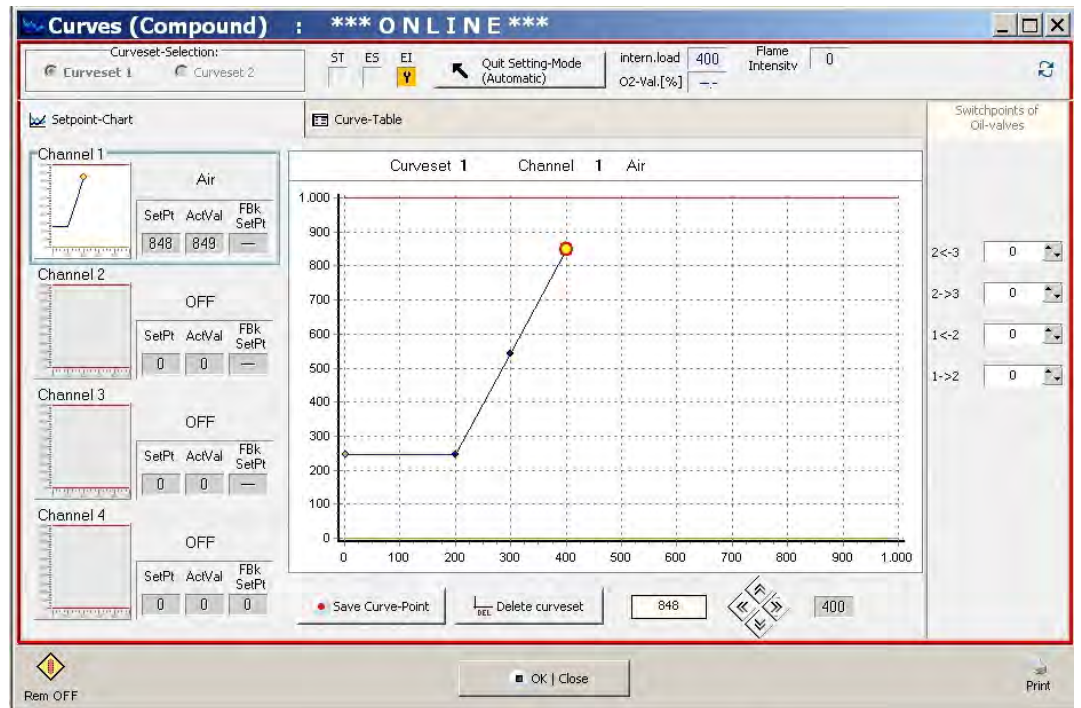 Curves (Compound) : *** O N L I N E ***
Curveset-Selection:
Curveset 1 Curveset 2
ST ES EI
Quit Setting-Mode
(Automatic)
intern.load 400
O2-Val.[%] --.-
Flame
Intensity 0
Setpoint-Chart
Curve-Table
Switchpoints of
Oil-valves
Channel 1
Air
SetPt ActVal FBk
SetPt
848 849 ---
Channel 2
OFF
SetPt ActVal FBk
SetPt
0 0 ---
Channel 3
OFF
SetPt ActVal FBk
SetPt
0 0 ---
Channel 4
OFF
SetPt ActVal FBk
SetPt
0 0 0
Curveset 1 Channel 1 Air
1.000
900
800
700
600
500
400
300
200
100
0
0 100 200 300 400 500 600 700 800 900 1.000
Save Curve-Point
DEL Delete curveset
848
400
2<-3 0
2->3 0
1<-2 0
1->2 0
Rem OFF
OK | Close
Print